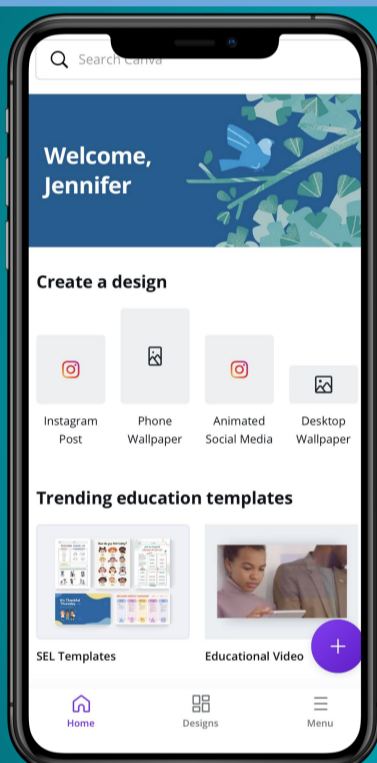 Search Canva
Welcome,
Jennifer
Create a design
Instagram
Post
Phone
Wallpaper
Animated
Social Media
Desktop
Wallpaper
Trending education templates
SEL Templates
Educational Video
+
Home
Designs
Menu